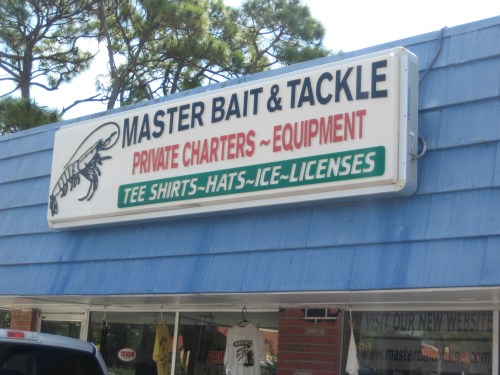 MASTER BAIT & TACKLE
PRIVATE CHARTERS ~ EQUIPMENT
TEE SHIRTS~HATS~ICE~LICENSES
VISIT OUR NEW WEBSITE